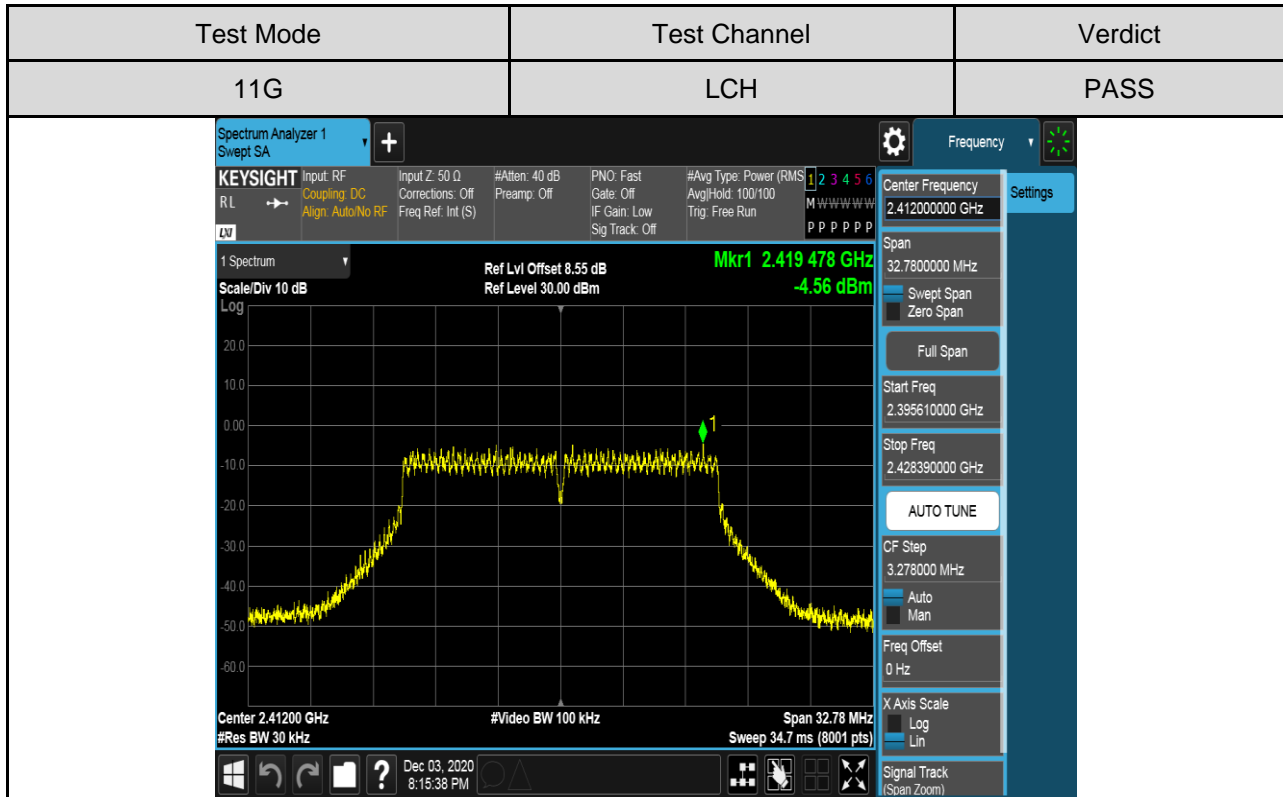 Test Mode Test Channel Verdict
11G LCH PASS
Spectrum Analyzer 1
Swept SA
+
Frequency
KEYSIGHT
RL
LXI
Input: RF
Coupling: DC
Align: Auto/No RF
Input Z: 50 Ω
Corrections: Off
Freq Ref: Int (S)
#Atten: 40 dB
Preamp: Off
PNO: Fast
Gate: Off
IF Gain: Low
Sig Track: Off
#Avg Type: Power (RMS
Avg|Hold: 100/100
Trig: Free Run
1 2 3 4 5 6
M W W W W W
P P P P P P
1 Spectrum
Scale/Div 10 dB
Log
Ref Lvl Offset 8.55 dB
Ref Level 30.00 dBm
Mkr1 2.419 478 GHz
-4.56 dBm
20.0
10.0
0.00
-10.0
-20.0
-30.0
-40.0
-50.0
-60.0
1
Center 2.41200 GHz
#Res BW 30 kHz
#Video BW 100 kHz
Span 32.78 MHz
Sweep 34.7 ms (8001 pts)
?
Dec 03, 2020
8:15:38 PM
Center Frequency
2.412000000 GHz
Settings
Span
32.7800000 MHz
Swept Span
Zero Span
Full Span
Start Freq
2.395610000 GHz
Stop Freq
2.428390000 GHz
AUTO TUNE
CF Step
3.278000 MHz
Auto
Man
Freq Offset
0 Hz
X Axis Scale
Log
Lin
Signal Track
(Span Zoom)